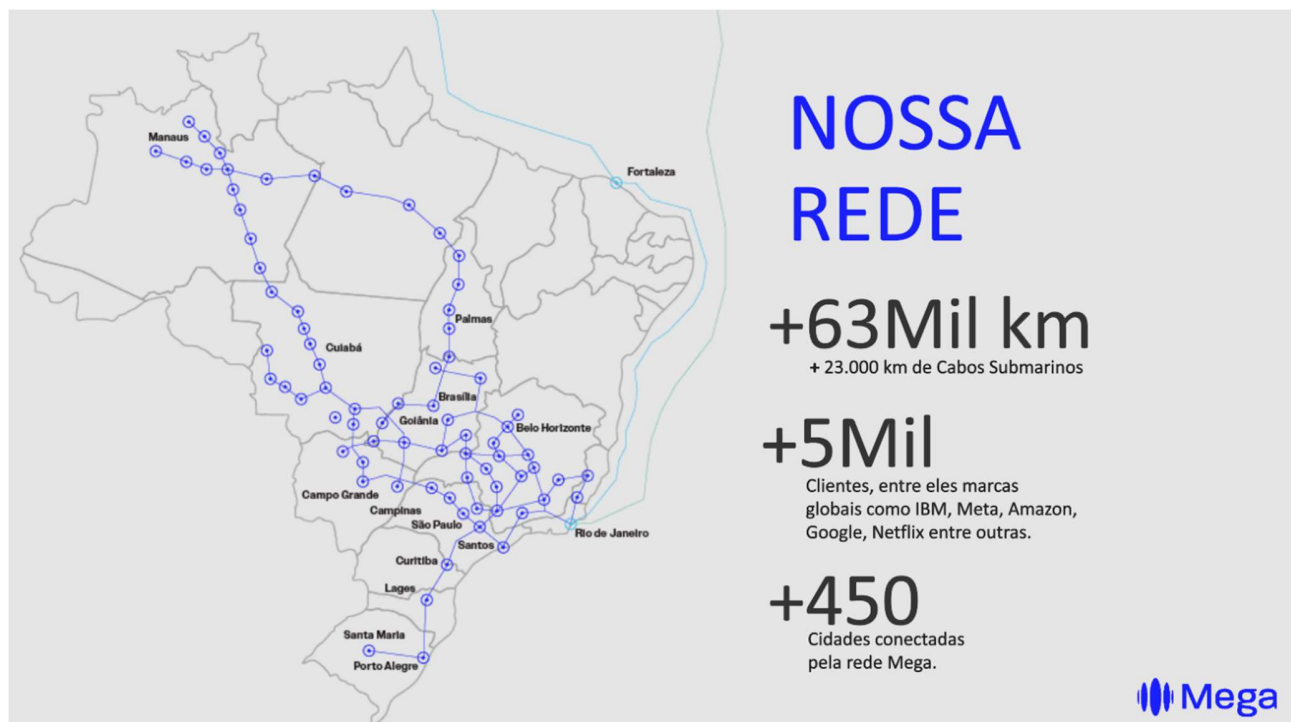 Manaus
Fortaleza
Palmas
Cuiabá
Brasília
Goiânia
Belo Horizonte
Campo Grande
Campinas
São Paulo
Santos
Rio de Janeiro
Curitiba
Lages
Santa Maria
Porto Alegre
NOSSA
REDE
+63Mil km
+ 23.000 km de Cabos Submarinos
+5Mil
Clientes, entre eles marcas
globais como IBM, Meta, Amazon,
Google, Netflix entre outras.
+450
Cidades conectadas
pela rede Mega.
Mega